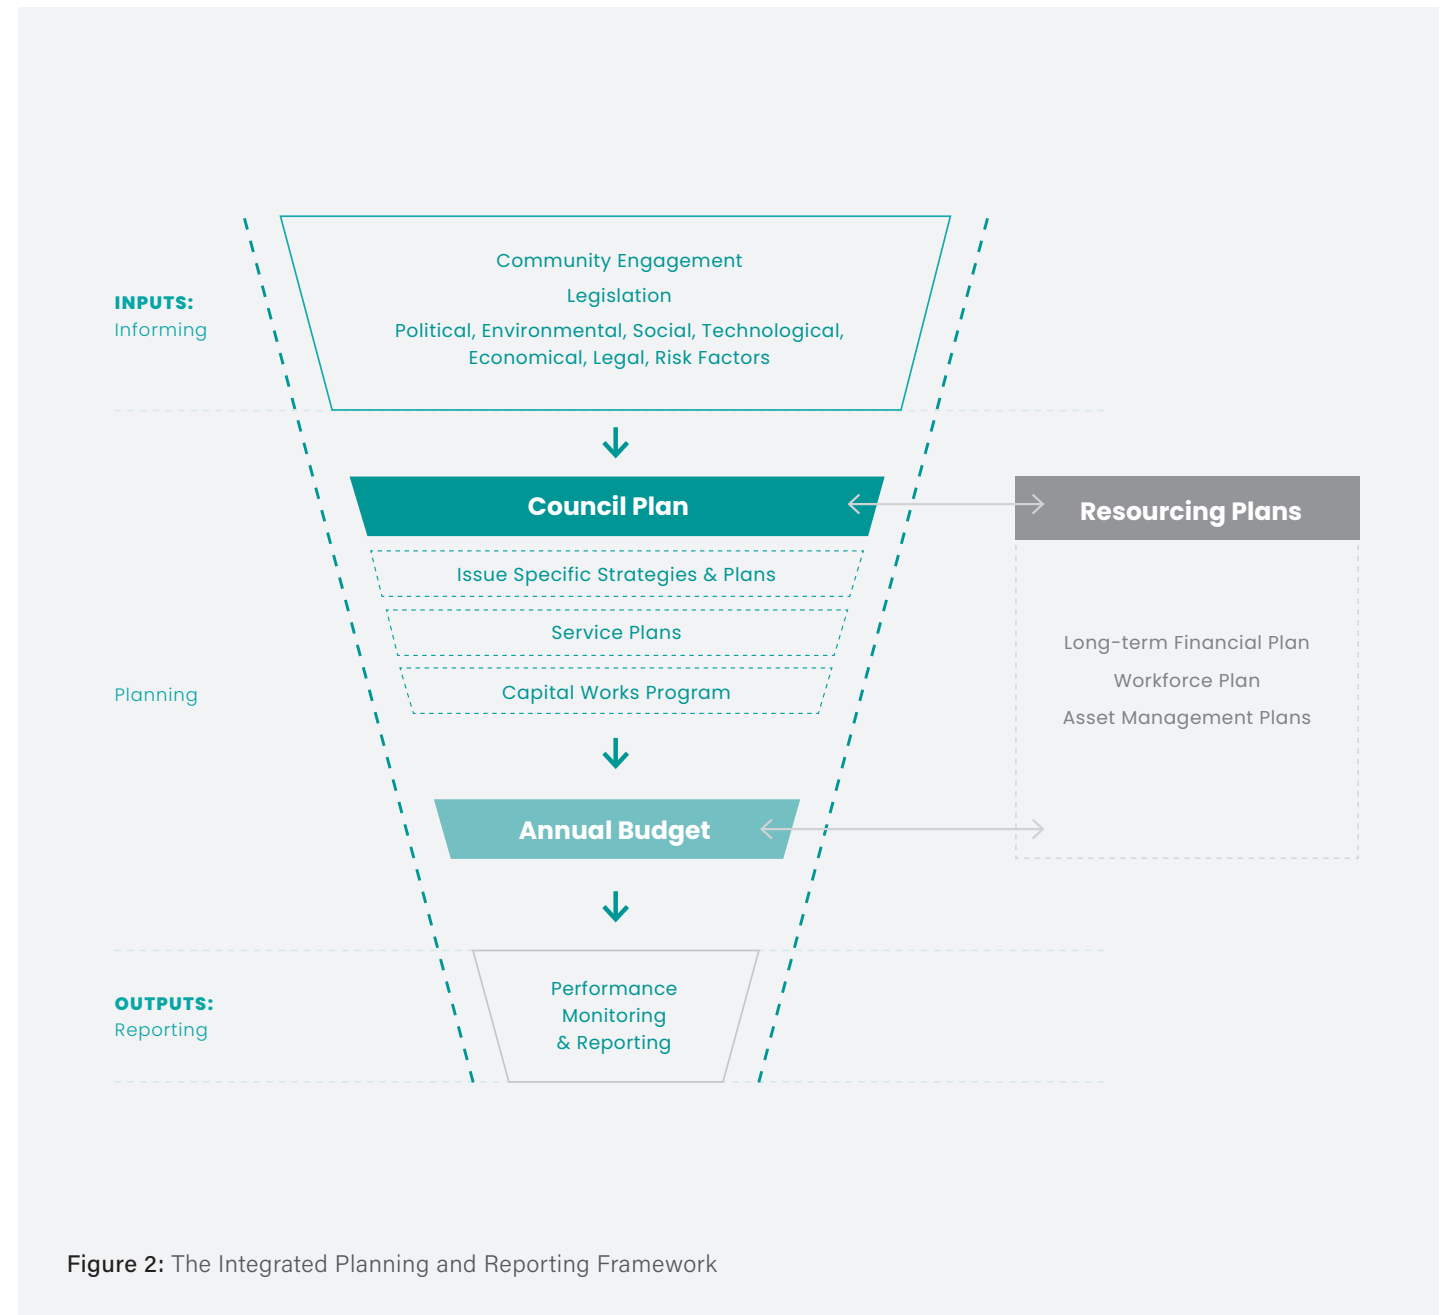 INPUTS:
Informing
Community Engagement
Legislation
Political, Environmental, Social, Technological,
Economical, Legal, Risk Factors
Council Plan
Resourcing Plans
Issue Specific Strategies & Plans
Service Plans
Capital Works Program
Planning
Long-term Financial Plan
Workforce Plan
Asset Management Plans
Annual Budget
OUTPUTS:
Reporting
Performance
Monitoring
& Reporting
Figure 2: The Integrated Planning and Reporting Framework